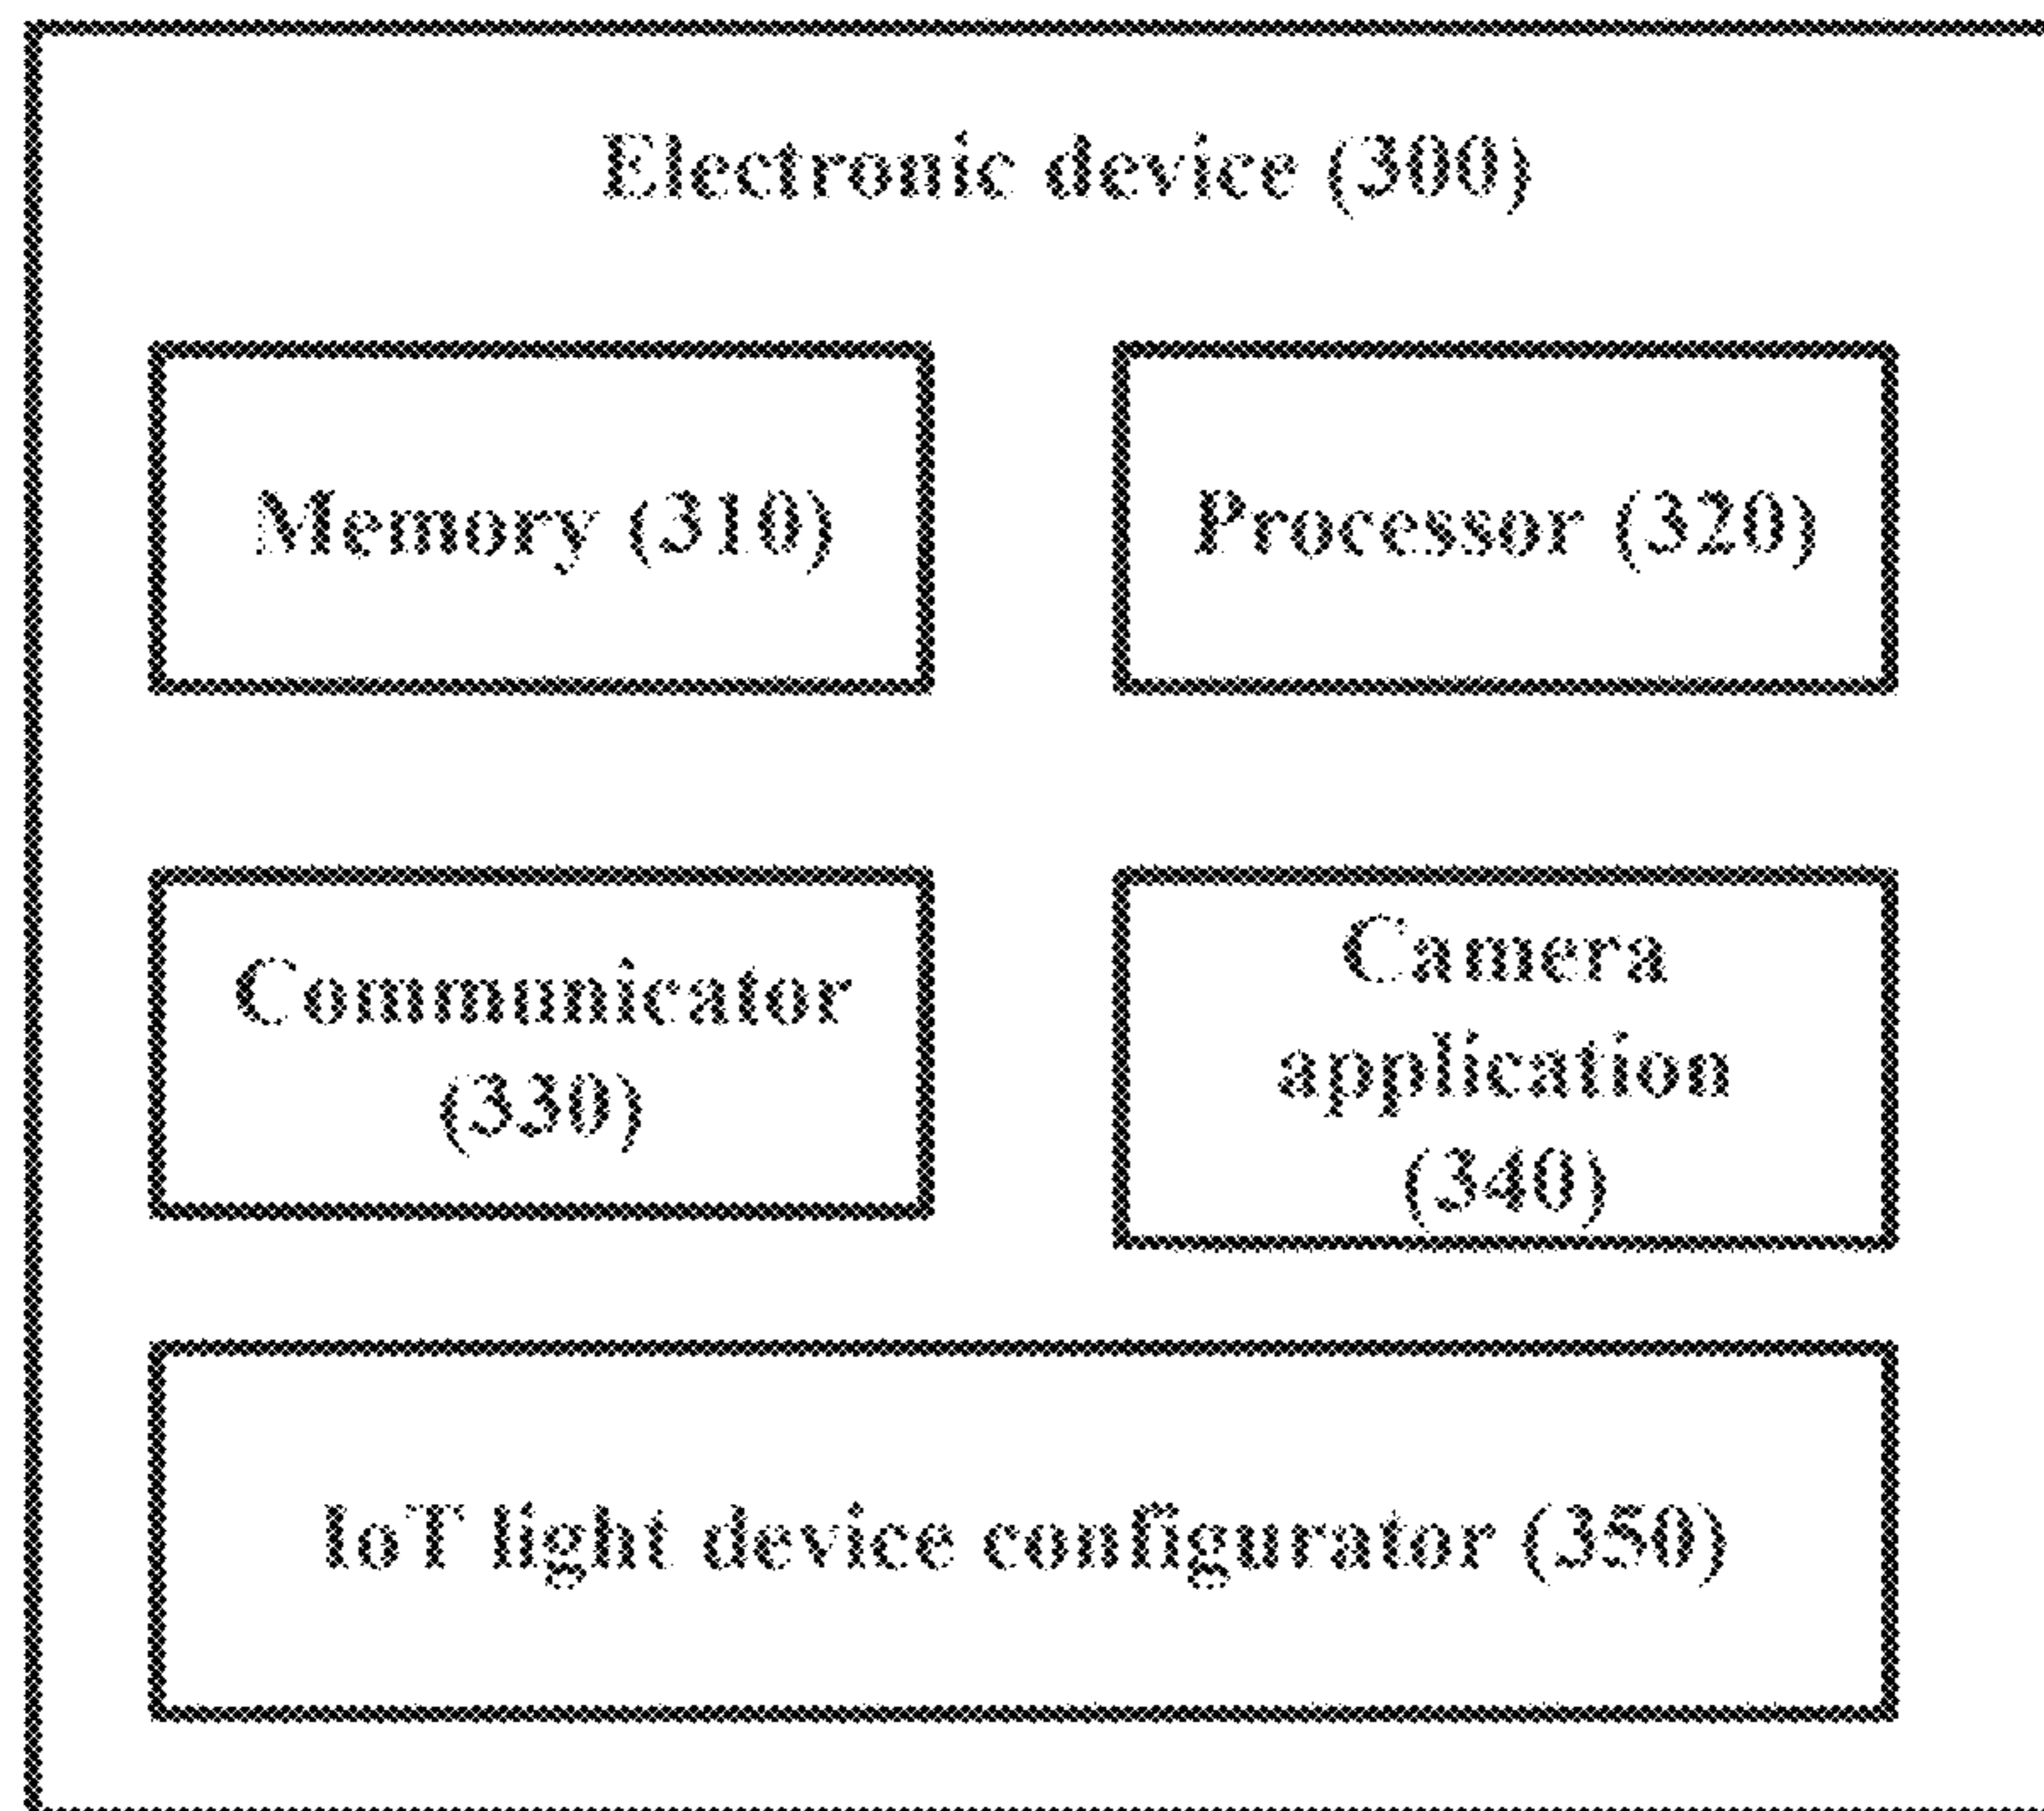 Electronic device (300)
Memory (310)
Processor (320)
Communicator
(330)
Camera
application
(340)
IoT light device configurator (350)